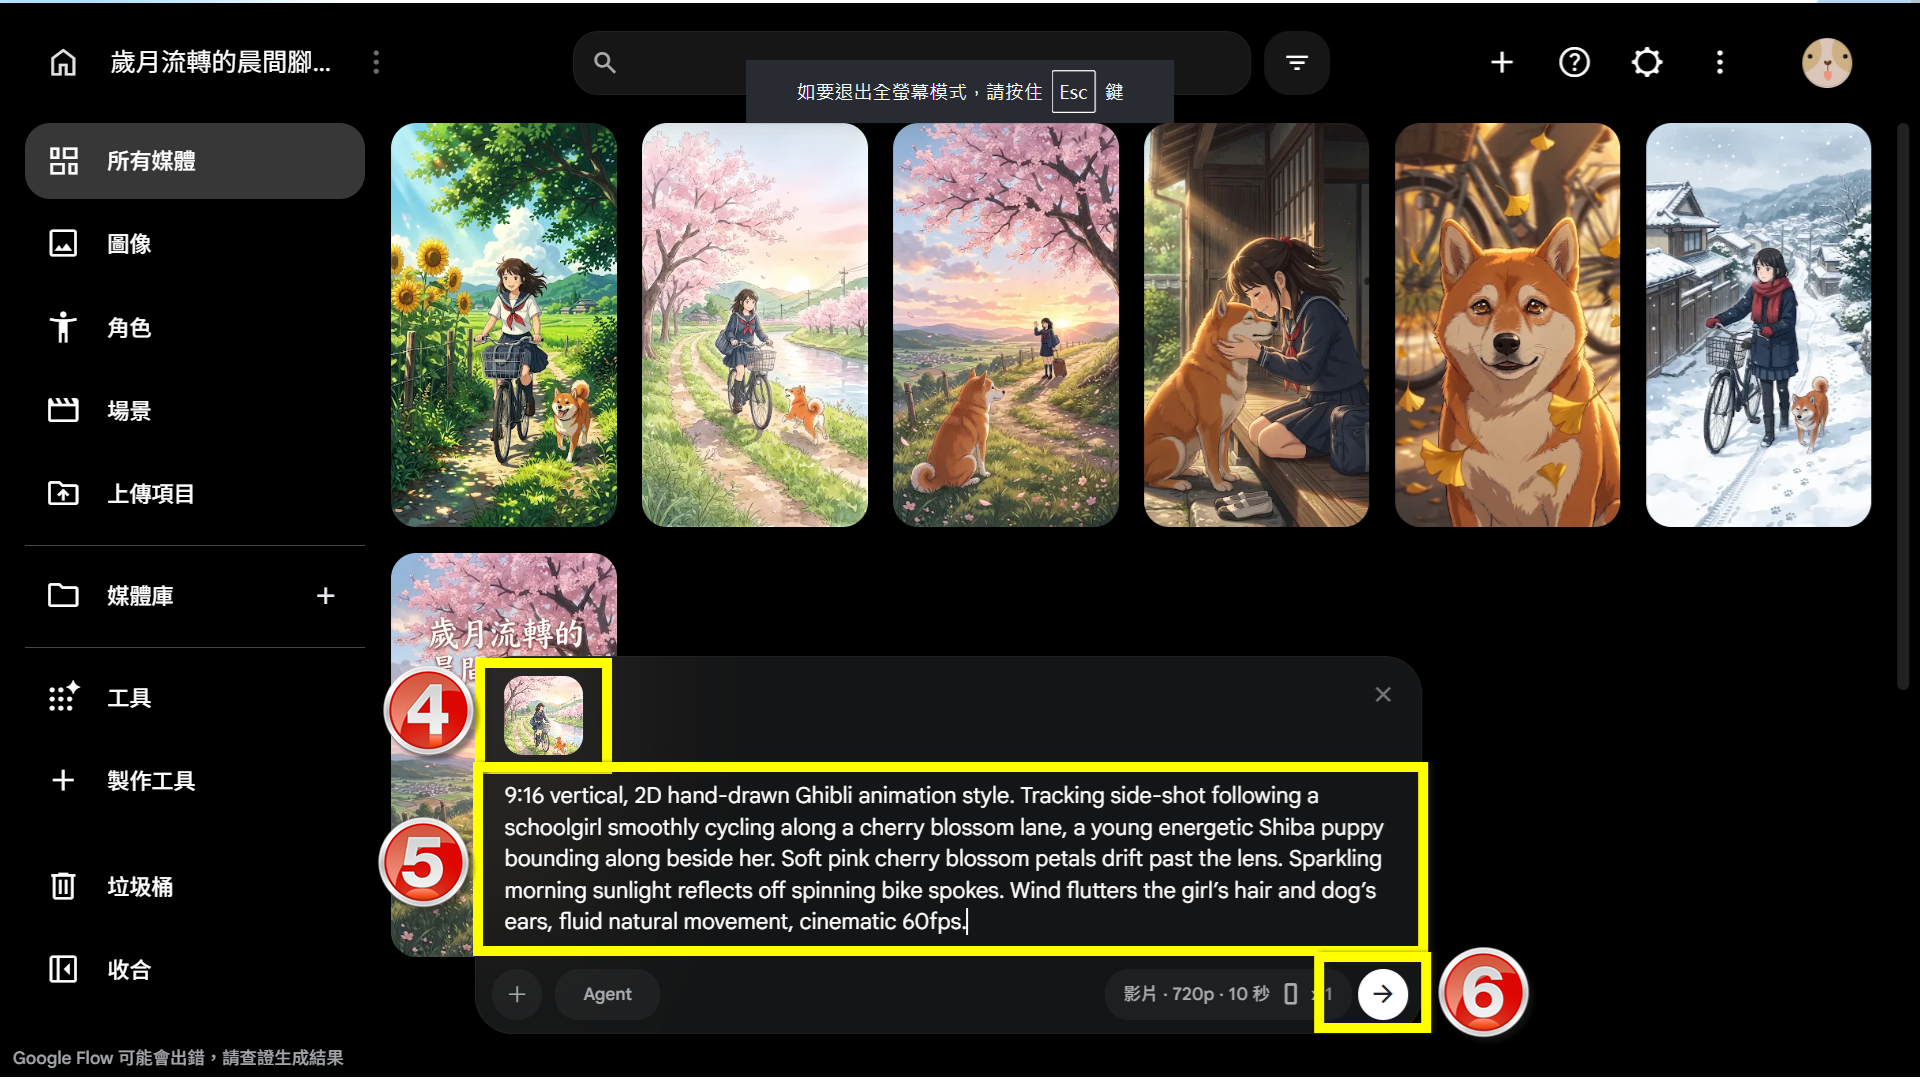 歲月流轉的晨間腳...
如要退出全螢幕模式，請按住 Esc 鍵
所有媒體
圖像
角色
場景
上傳項目
媒體庫
工具
製作工具
垃圾桶
收合
歲月流轉的
晨間
4
9:16 vertical, 2D hand-drawn Ghibli animation style. Tracking side-shot following a
schoolgirl smoothly cycling along a cherry blossom lane, a young energetic Shiba puppy
bounding along beside her. Soft pink cherry blossom petals drift past the lens. Sparkling
morning sunlight reflects off spinning bike spokes. Wind flutters the girl's hair and dog's
ears, fluid natural movement, cinematic 60fps.
5
Agent
影片 · 720p · 10 秒 x1
6
Google Flow 可能會出錯，請查證生成結果